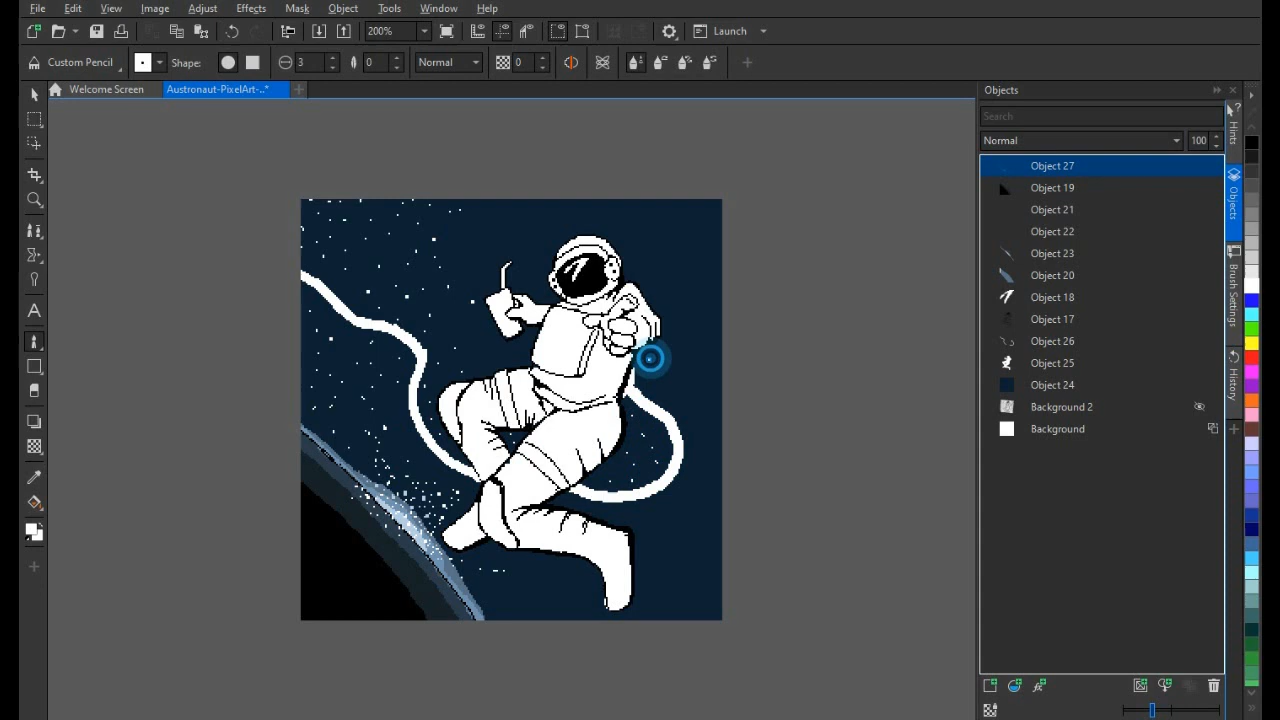 File Edit View Image Adjust Effects Mask Object Tools Window Help
200% Launch
Custom Pencil Shape: 3 0 Normal 0
Welcome Screen Austronaut-PixelArt-..*
Objects
Search
Normal 100
Object 27
Object 19
Object 21
Object 22
Object 23
Object 20
Object 18
Object 17
Object 26
Object 25
Object 24
Background 2
Background
Hints
Objects
Brush Settings
History